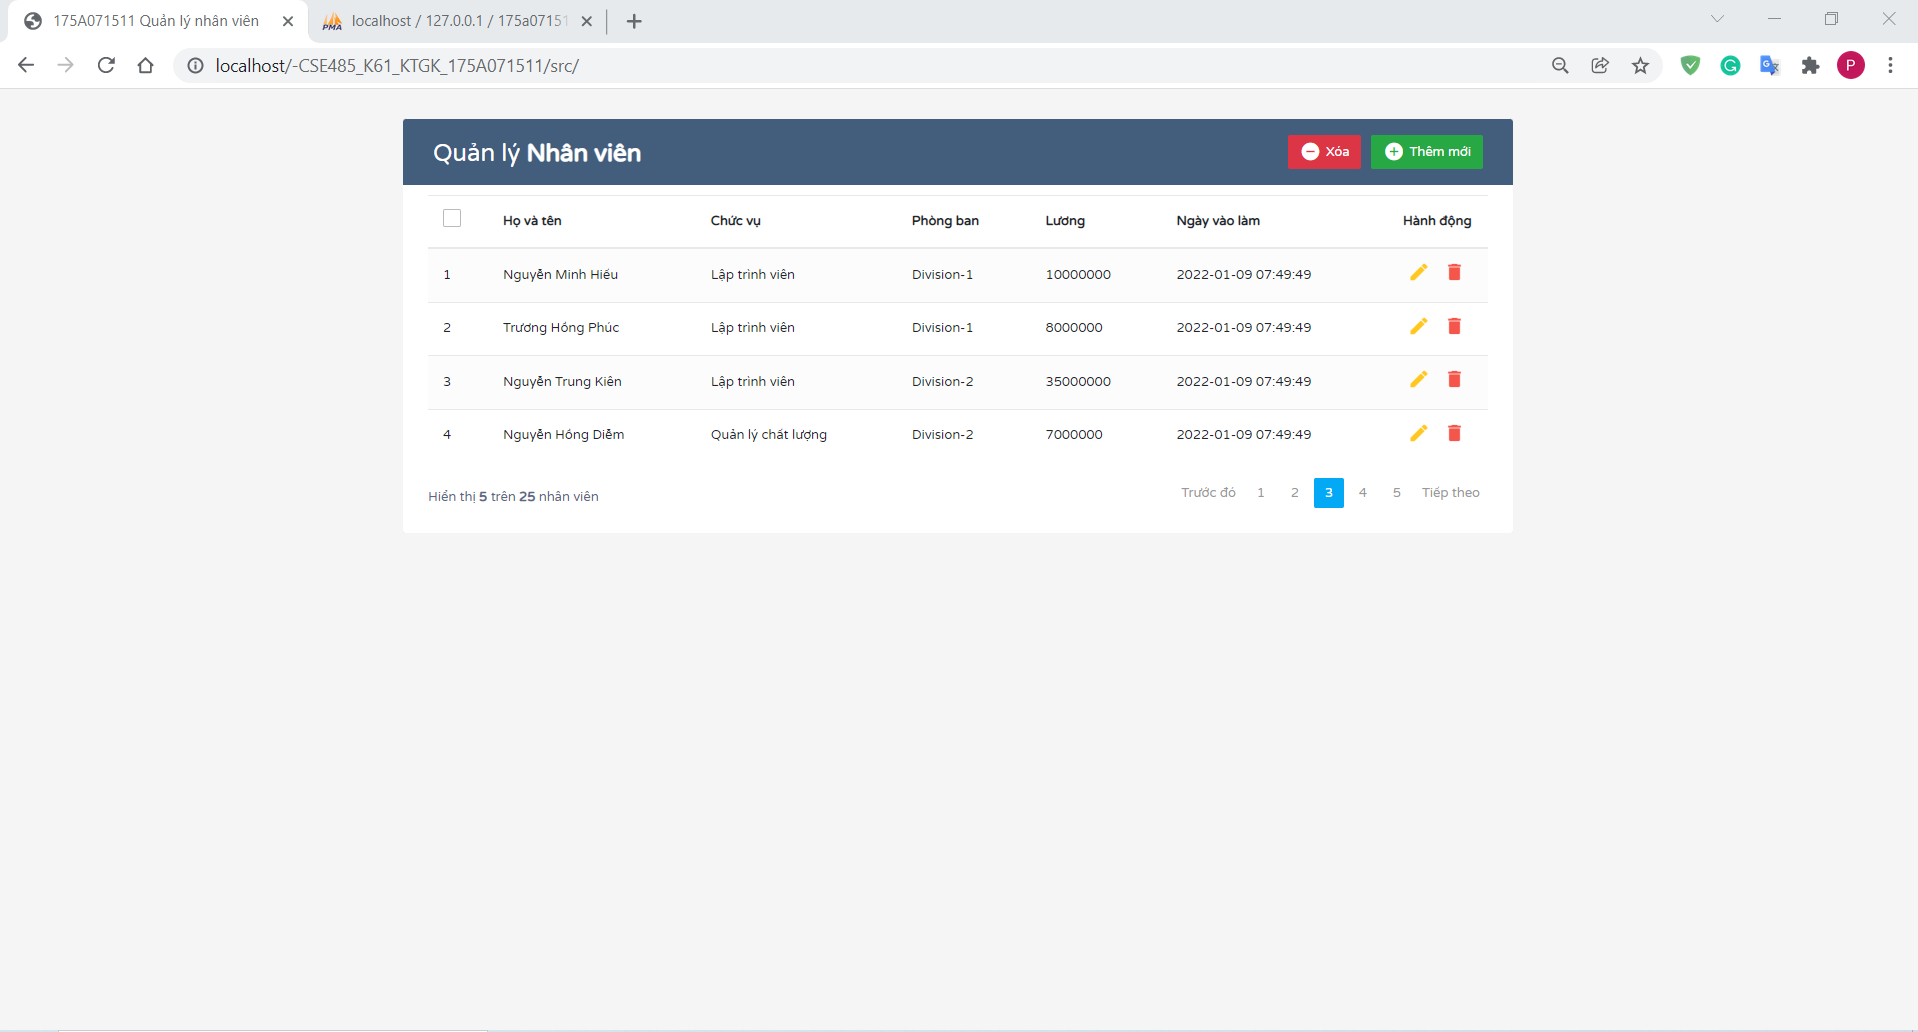 175A071511 Quản lý nhân viên
localhost / 127.0.0.1 / 175a07151
localhost/-CSE485_K61_KTGK_175A071511/src/
P
Quản lý Nhân viên
Xóa
Thêm mới
Họ và tên Chức vụ Phòng ban Lương Ngày vào làm Hành động
1 Nguyễn Minh Hiếu Lập trình viên Division-1 10000000 2022-01-09 07:49:49
2 Trương Hồng Phúc Lập trình viên Division-1 8000000 2022-01-09 07:49:49
3 Nguyễn Trung Kiên Lập trình viên Division-2 35000000 2022-01-09 07:49:49
4 Nguyễn Hồng Diễm Quản lý chất lượng Division-2 7000000 2022-01-09 07:49:49
Hiển thị 5 trên 25 nhân viên
Trước đó 1 2 3 4 5 Tiếp theo